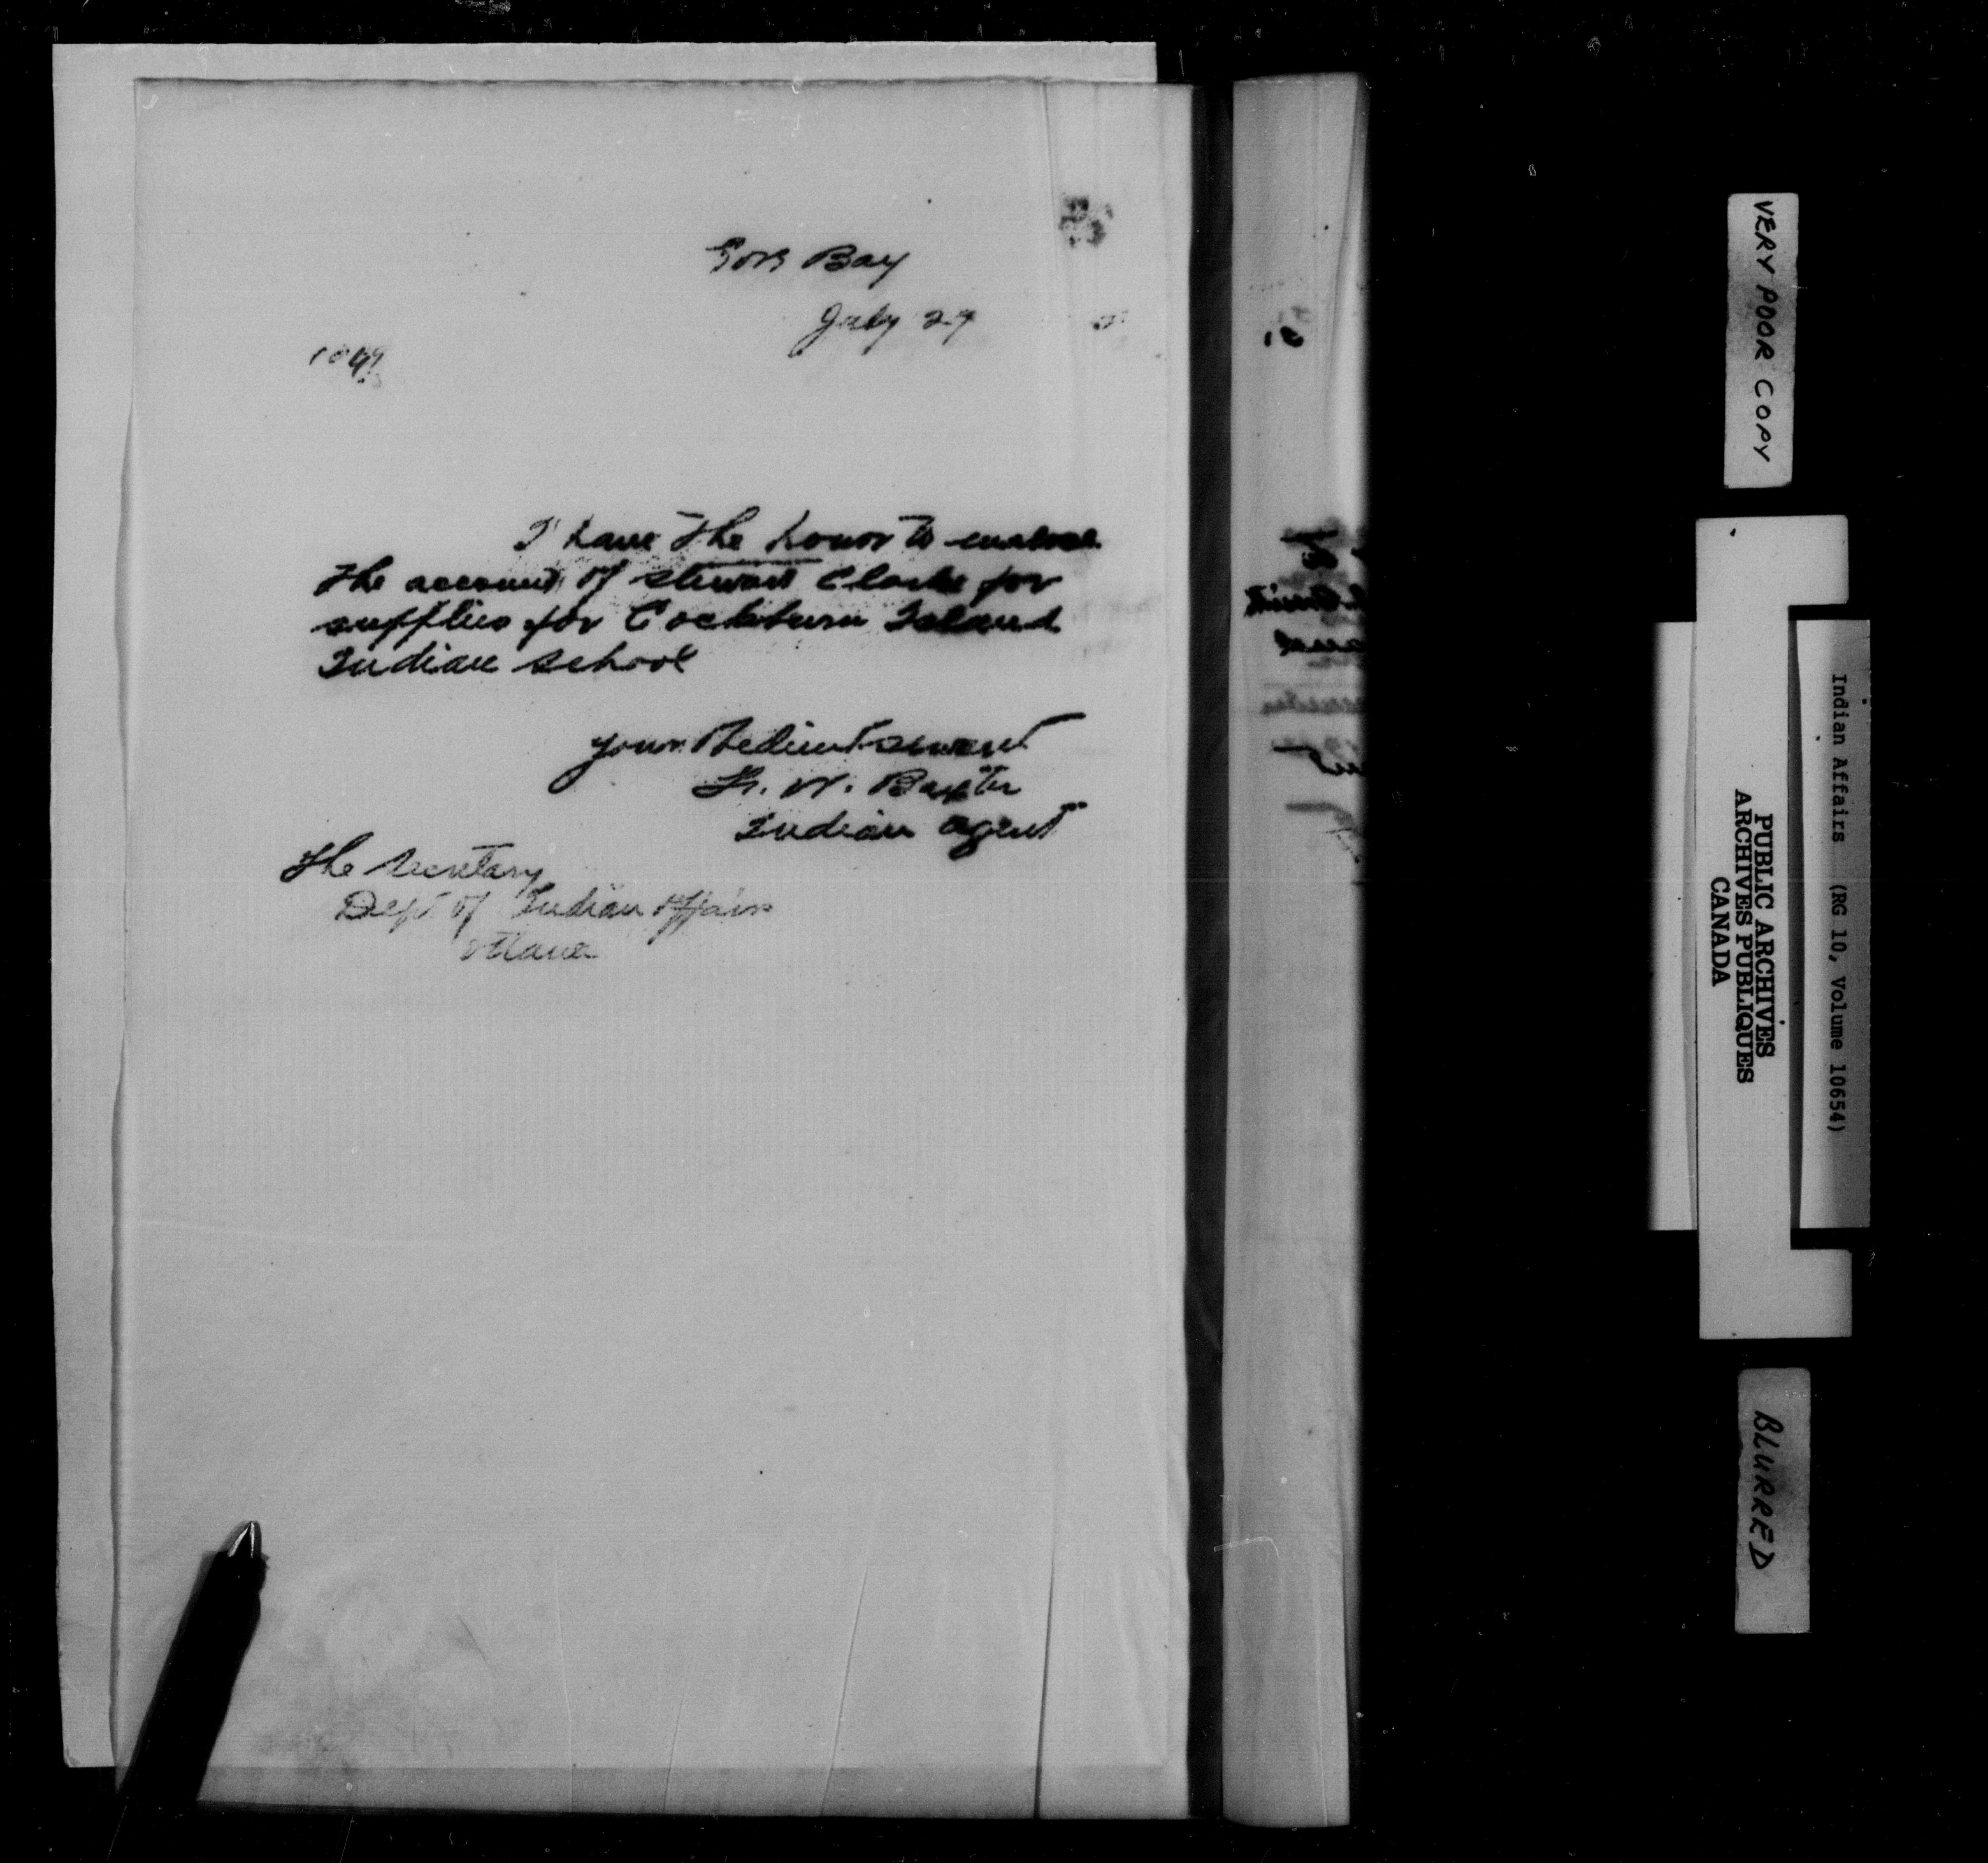 Gore Bay
July 27
1049
I have the honor to enclose
the account of Stewart Clarke for
supplies for Cockburn Island
Indian School
your Obedient servant
W. Baxter
Indian Agent
The Secretary
Dept of Indian Affairs
Ottawa
VERY POOR COPY
Indian Affairs (RG 10, Volume 10654)
PUBLIC ARCHIVES
ARCHIVES PUBLIQUES
CANADA
BLURRED